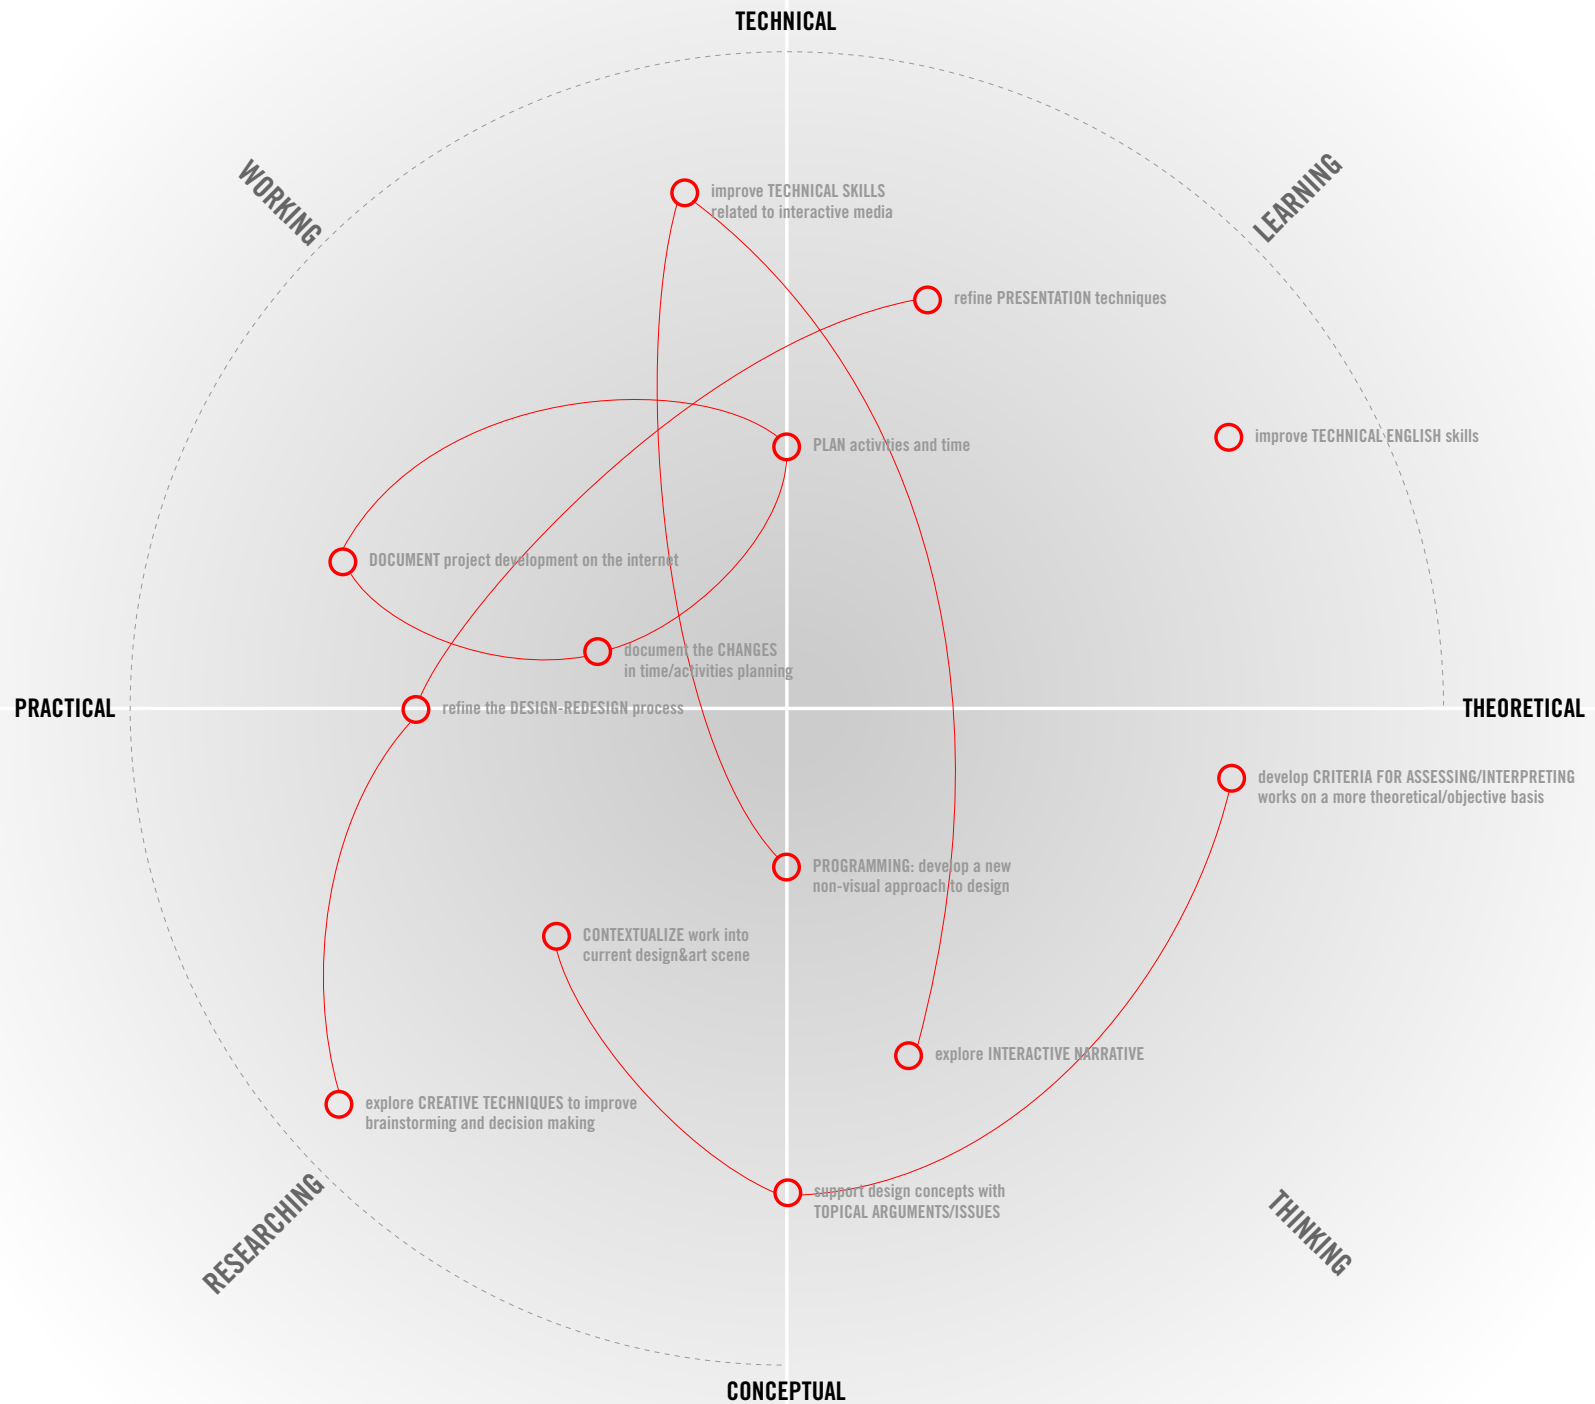 TECHNICAL
WORKING
LEARNING
improve TECHNICAL SKILLS
related to interactive media
refine PRESENTATION techniques
improve TECHNICAL ENGLISH skills
PLAN activities and time
DOCUMENT project development on the internet
document the CHANGES
in time/activities planning
PRACTICAL
refine the DESIGN-REDESIGN process
THEORETICAL
develop CRITERIA FOR ASSESSING/INTERPRETING
works on a more theoretical/objective basis
PROGRAMMING: develop a new
non-visual approach to design
CONTEXTUALIZE work into
current design&art scene
explore INTERACTIVE NARRATIVE
explore CREATIVE TECHNIQUES to improve
brainstorming and decision making
support design concepts with
TOPICAL ARGUMENTS/ISSUES
RESEARCHING
THINKING
CONCEPTUAL